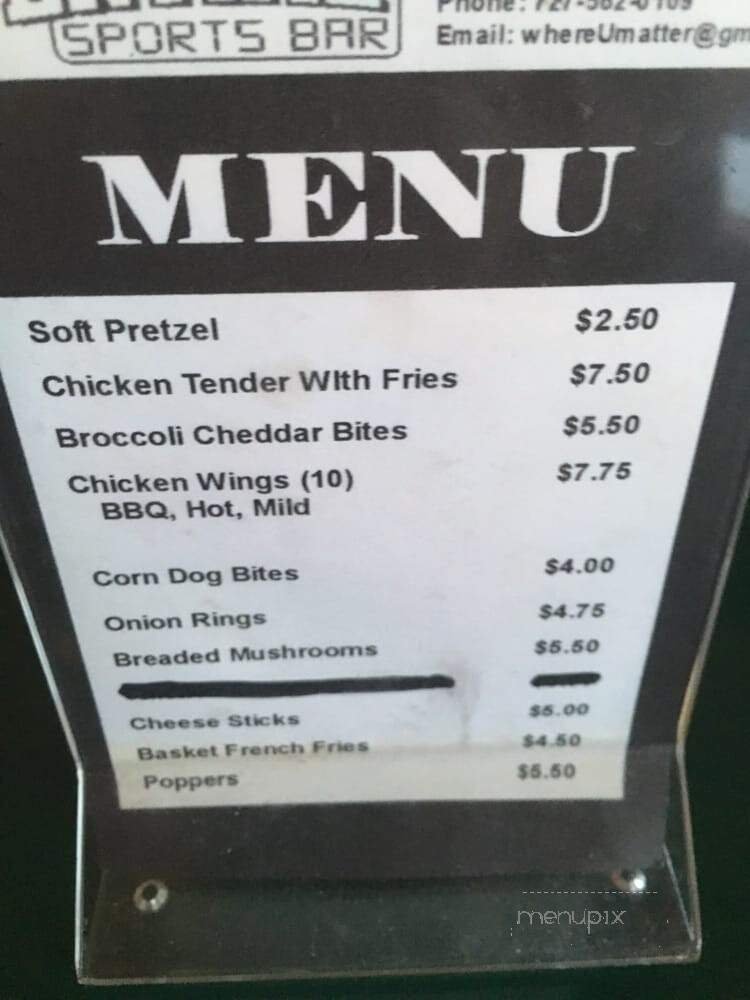 SPORTS BAR
Email: whereUmatter@gm
MENU
Soft Pretzel $2.50
Chicken Tender WIth Fries $7.50
Broccoli Cheddar Bites $5.50
Chicken Wings (10) $7.75
BBQ, Hot, Mild
Corn Dog Bites $4.00
Onion Rings $4.75
Breaded Mushrooms $5.50
Cheese Sticks $5.00
Basket French Fries $4.50
Poppers $5.50
menupix